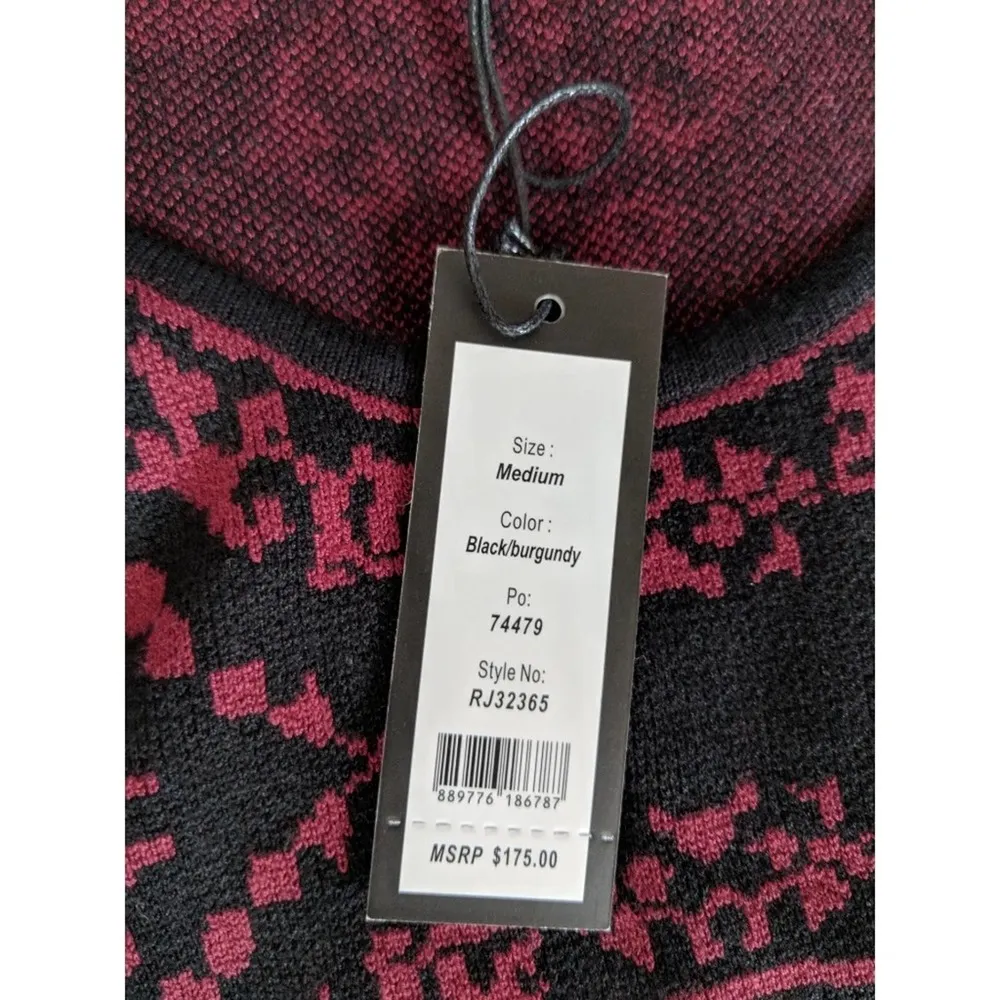 Size :
Medium
Color :
Black/burgundy
Po:
74479
Style No:
RJ32365
889776 186787
MSRP $175.00